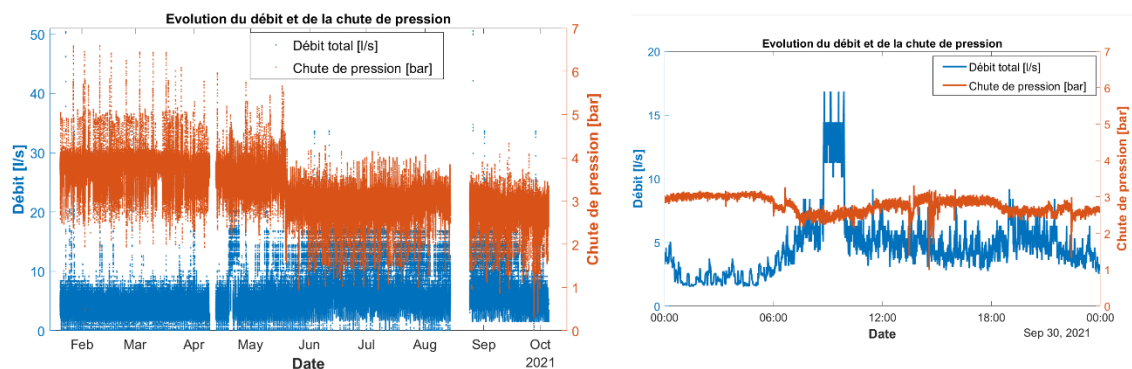 Evolution du débit et de la chute de pression
Débit total [l/s]
Chute de pression [bar]
Débit [l/s]
50
40
30
20
10
0
Chute de pression [bar]
7
6
5
4
3
2
1
0
Feb Mar Apr May Jun Jul Aug Sep Oct
2021
Date
Evolution du débit et de la chute de pression
Débit total [l/s]
Chute de pression [bar]
Débit [l/s]
20
15
10
5
0
Chute de pression [bar]
7
6
5
4
3
2
1
0
00:00 06:00 12:00 18:00 00:00
Date
Sep 30, 2021